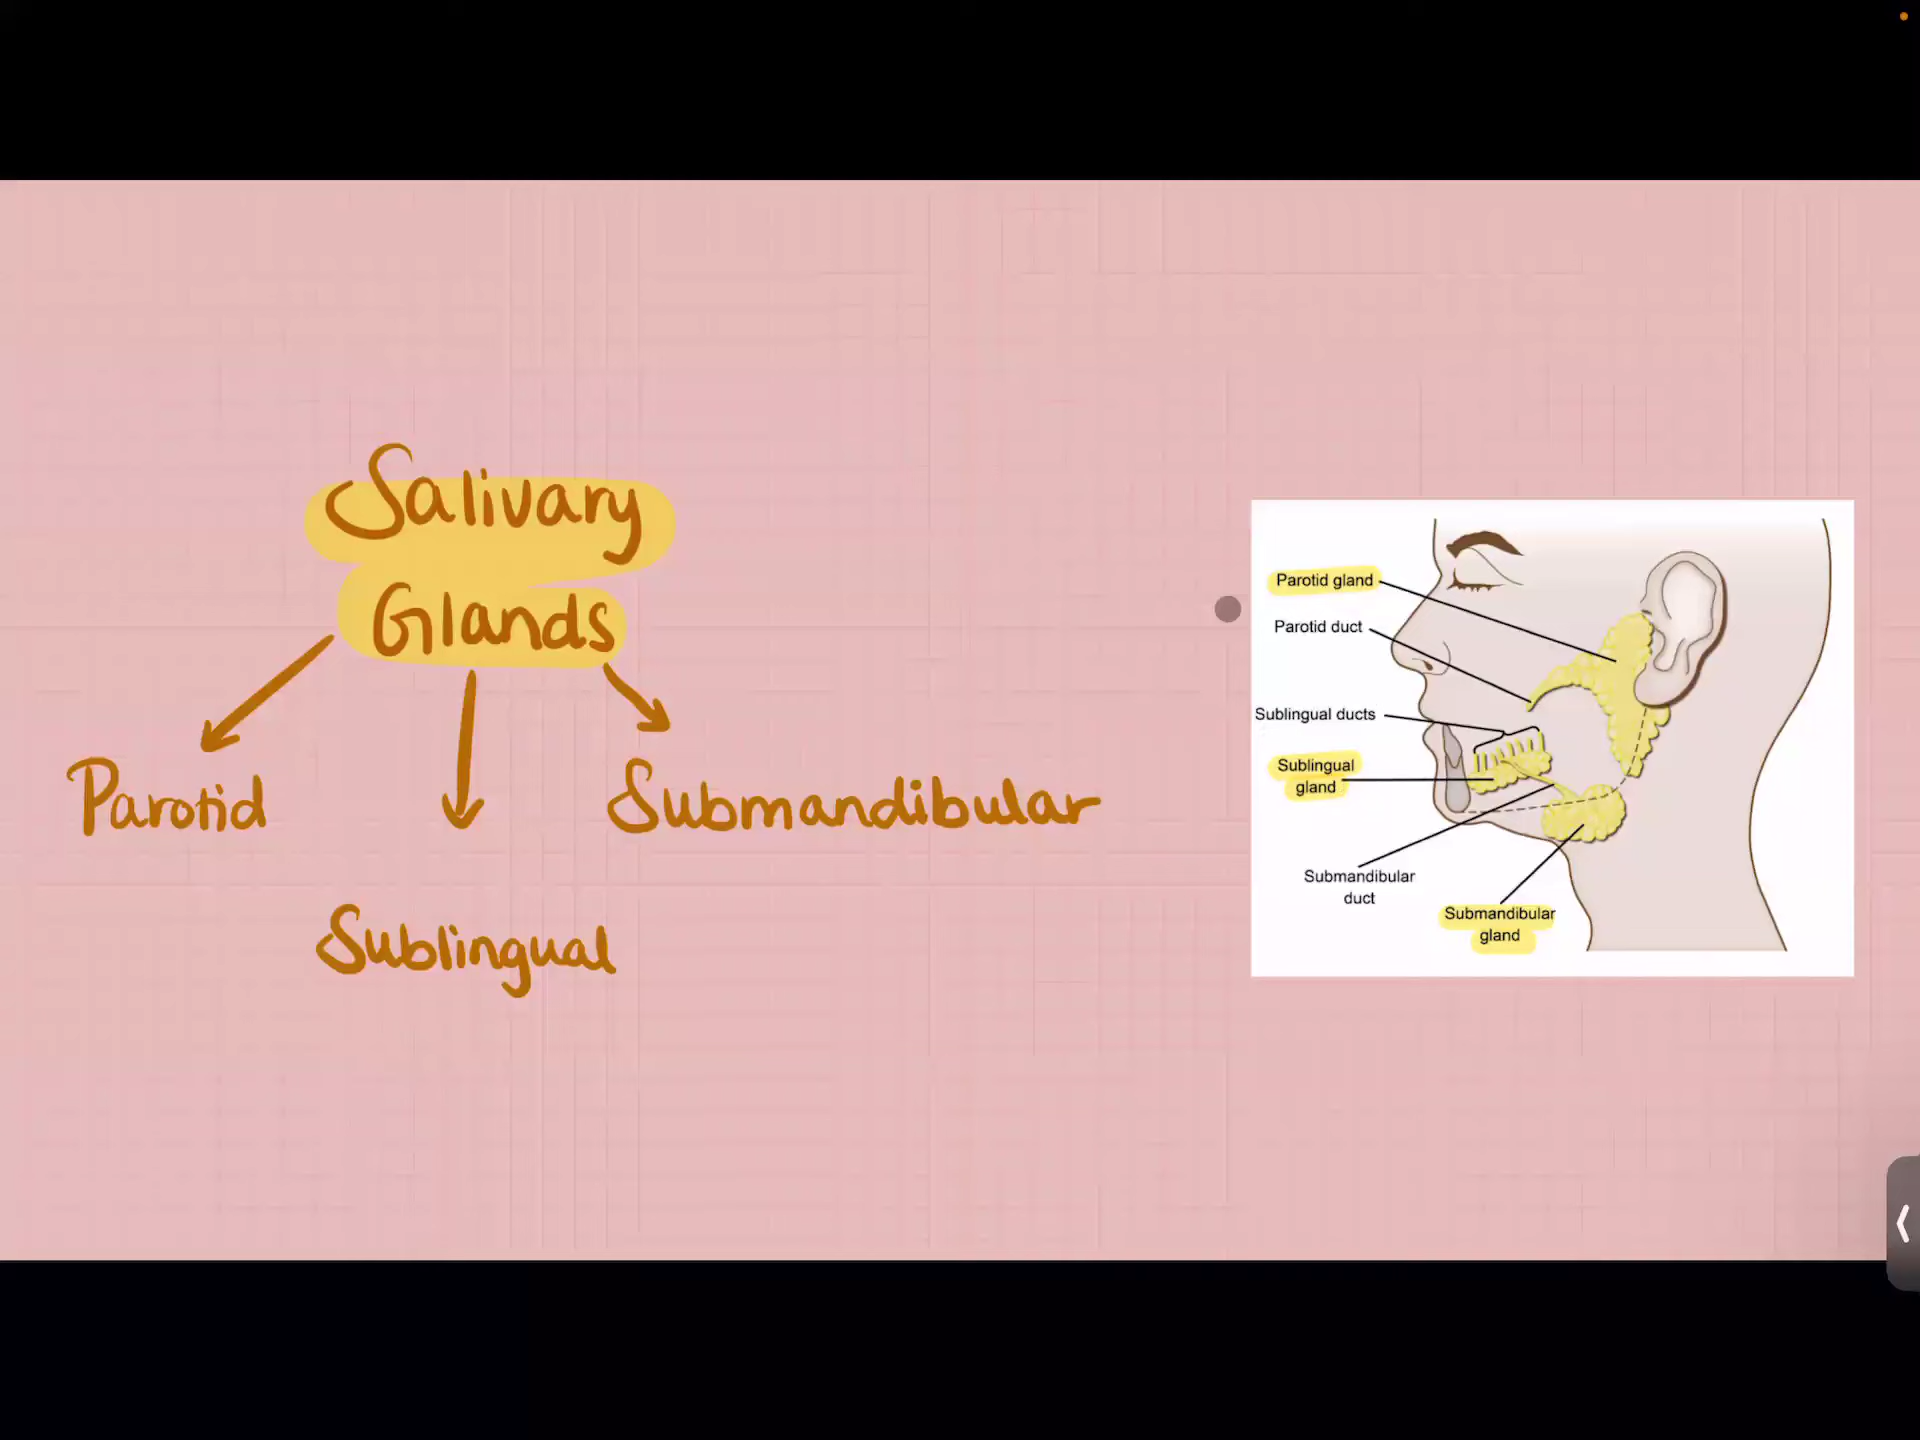 Salivary
Glands
Parotid
Submandibular
Sublingual
Parotid gland
Parotid duct
Sublingual ducts
Sublingual
gland
Submandibular
duct
Submandibular
gland